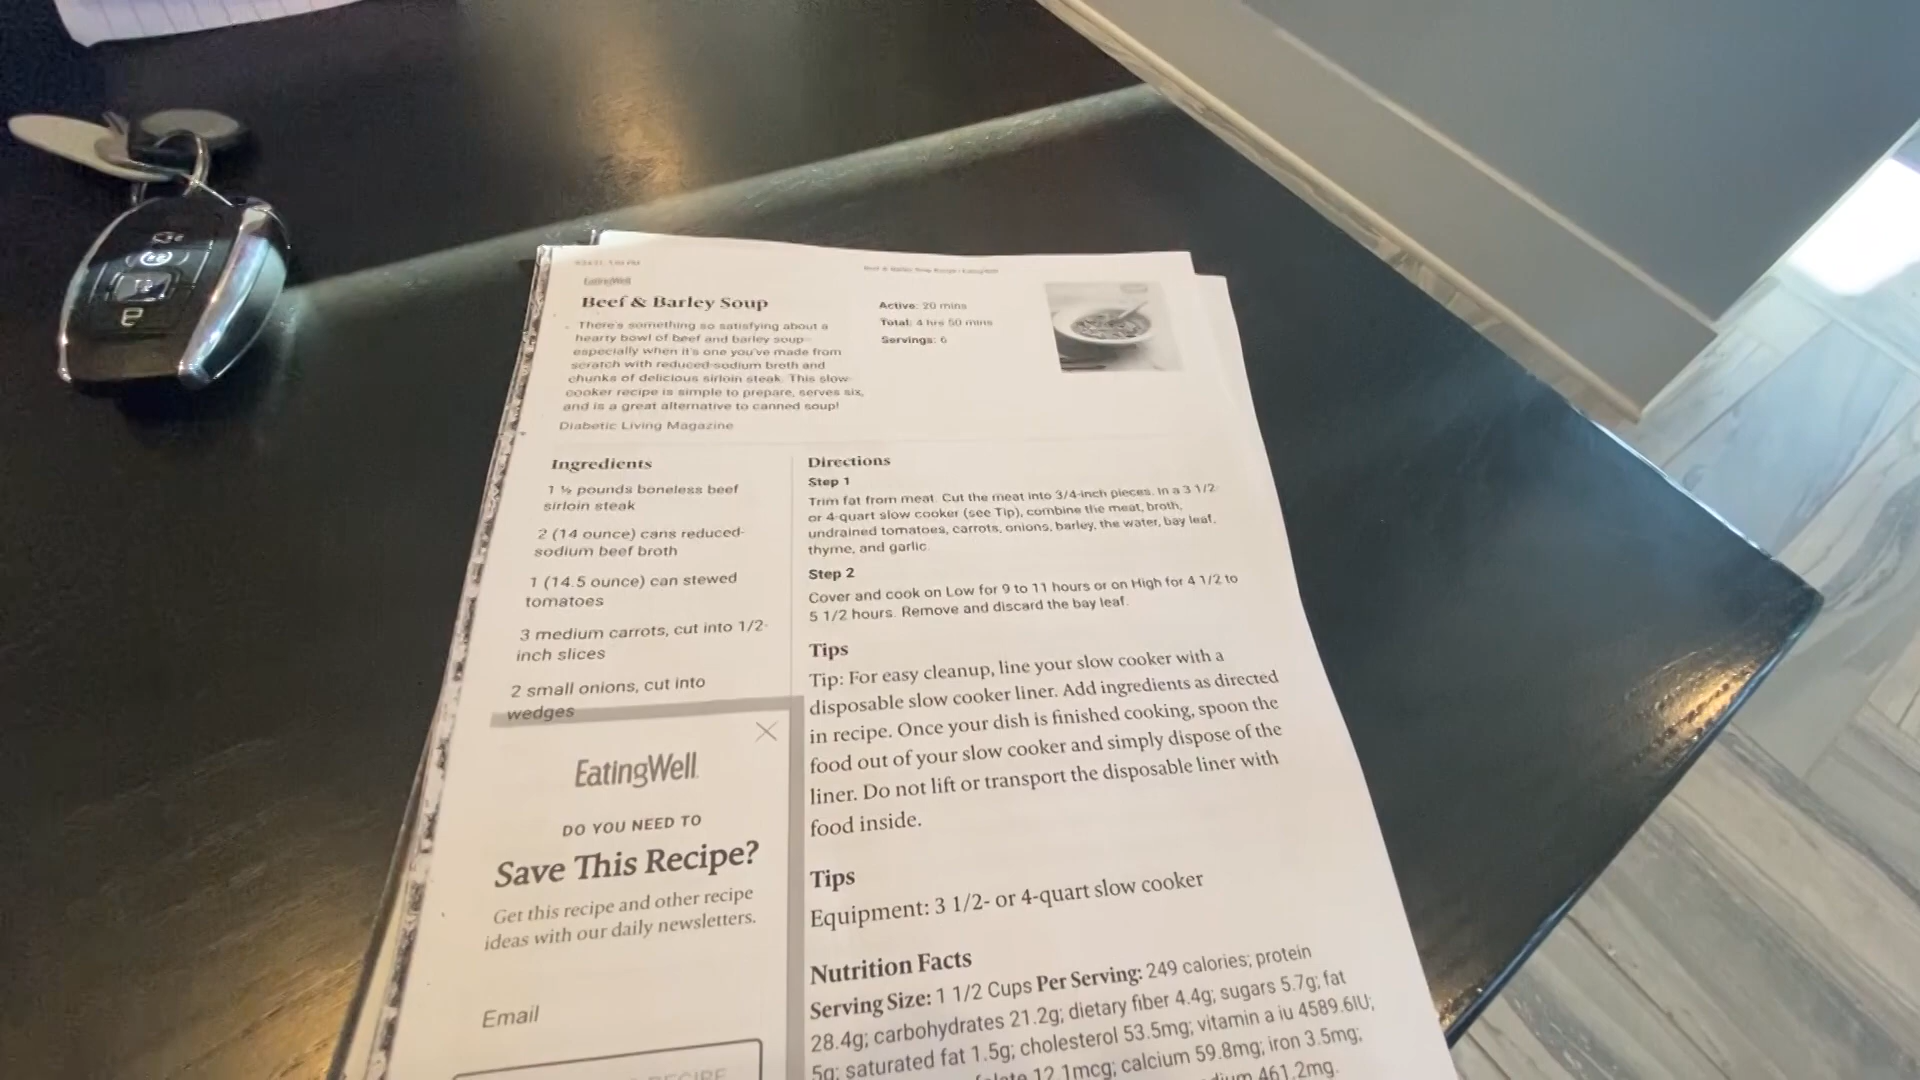 EatingWell
Beef & Barley Soup
There's something so satisfying about a
hearty bowl of beef and barley soup-
especially when it's one you've made from
scratch with reduced-sodium broth and
chunks of delicious sirloin steak. This slow-
cooker recipe is simple to prepare, serves six,
and is a great alternative to canned soup!
Diabetic Living Magazine
Active: 20 mins
Total: 4 hrs 50 mins
Servings: 6
Ingredients
1 ½ pounds boneless beef
sirloin steak
2 (14 ounce) cans reduced-
sodium beef broth
1 (14.5 ounce) can stewed
tomatoes
3 medium carrots, cut into 1/2-
inch slices
2 small onions, cut into
wedges
EatingWell
DO YOU NEED TO
Save This Recipe?
Get this recipe and other recipe
ideas with our daily newsletters.
Email
RECIPE
Directions
Step 1
Trim fat from meat. Cut the meat into 3/4-inch pieces. In a 3 1/2-
or 4-quart slow cooker (see Tip), combine the meat, broth,
undrained tomatoes, carrots, onions, barley, the water, bay leaf,
thyme, and garlic.
Step 2
Cover and cook on Low for 9 to 11 hours or on High for 4 1/2 to
5 1/2 hours. Remove and discard the bay leaf.
Tips
Tip: For easy cleanup, line your slow cooker with a
disposable slow cooker liner. Add ingredients as directed
in recipe. Once your dish is finished cooking, spoon the
food out of your slow cooker and simply dispose of the
liner. Do not lift or transport the disposable liner with
food inside.
Tips
Equipment: 3 1/2- or 4-quart slow cooker
Nutrition Facts
Serving Size: 1 1/2 Cups Per Serving: 249 calories; protein
28.4g; carbohydrates 21.2g; dietary fiber 4.4g; sugars 5.7g; fat
5g; saturated fat 1.5g; cholesterol 53.5mg; vitamin a iu 4589.6IU;
12.1mcg; calcium 59.8mg; iron 3.5mg;
461.2mg.